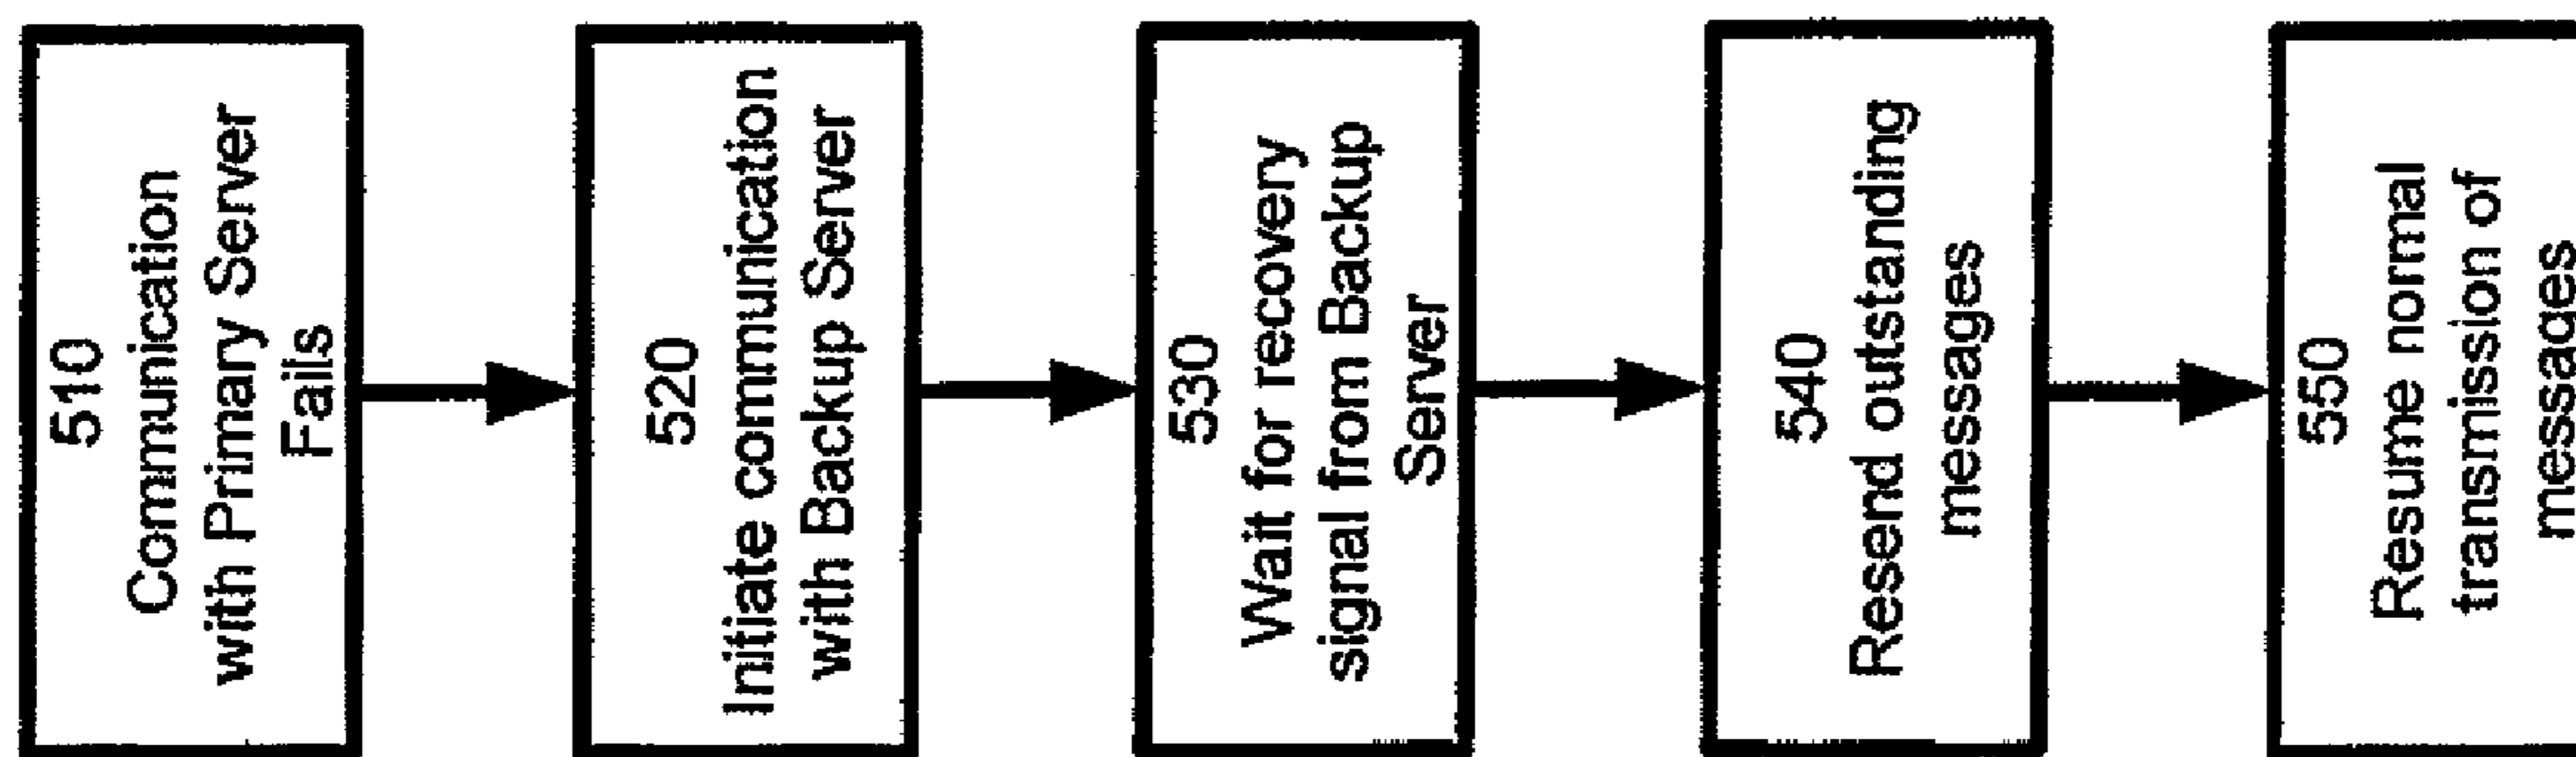 510
Communication
with Primary Server
Fails
520
Initiate communication
with Backup Server
530
Wait for recovery
signal from Backup
Server
540
Resend outstanding
messages
550
Resume normal
transmission of
messages